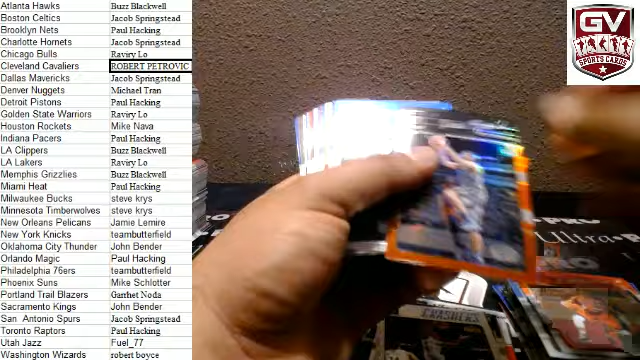 Atlanta Hawks Buzz Blackwell
Boston Celtics Jacob Springstead
Brooklyn Nets Paul Hacking
Charlotte Hornets Jacob Springstead
Chicago Bulls Raviry Lo
Cleveland Cavaliers ROBERT PETROVIC
Dallas Mavericks Jacob Springstead
Denver Nuggets Michael Tran
Detroit Pistons Paul Hacking
Golden State Warriors Raviry Lo
Houston Rockets Mike Nava
Indiana Pacers Paul Hacking
LA Clippers Buzz Blackwell
LA Lakers Raviry Lo
Memphis Grizzlies Buzz Blackwell
Miami Heat Paul Hacking
Milwaukee Bucks steve krys
Minnesota Timberwolves steve krys
New Orleans Pelicans Jamie Lemire
New York Knicks teambutterfield
Oklahoma City Thunder John Bender
Orlando Magic Paul Hacking
Philadelphia 76ers teambutterfield
Phoenix Suns Mike Schlotter
Portland Trail Blazers Garrhet Noda
Sacramento Kings John Bender
San Antonio Spurs Jacob Springstead
Toronto Raptors Paul Hacking
Utah Jazz Fuel_77
Washington Wizards robert boyce
GV
SPORTS CARDS
Ultra
CRASHERS